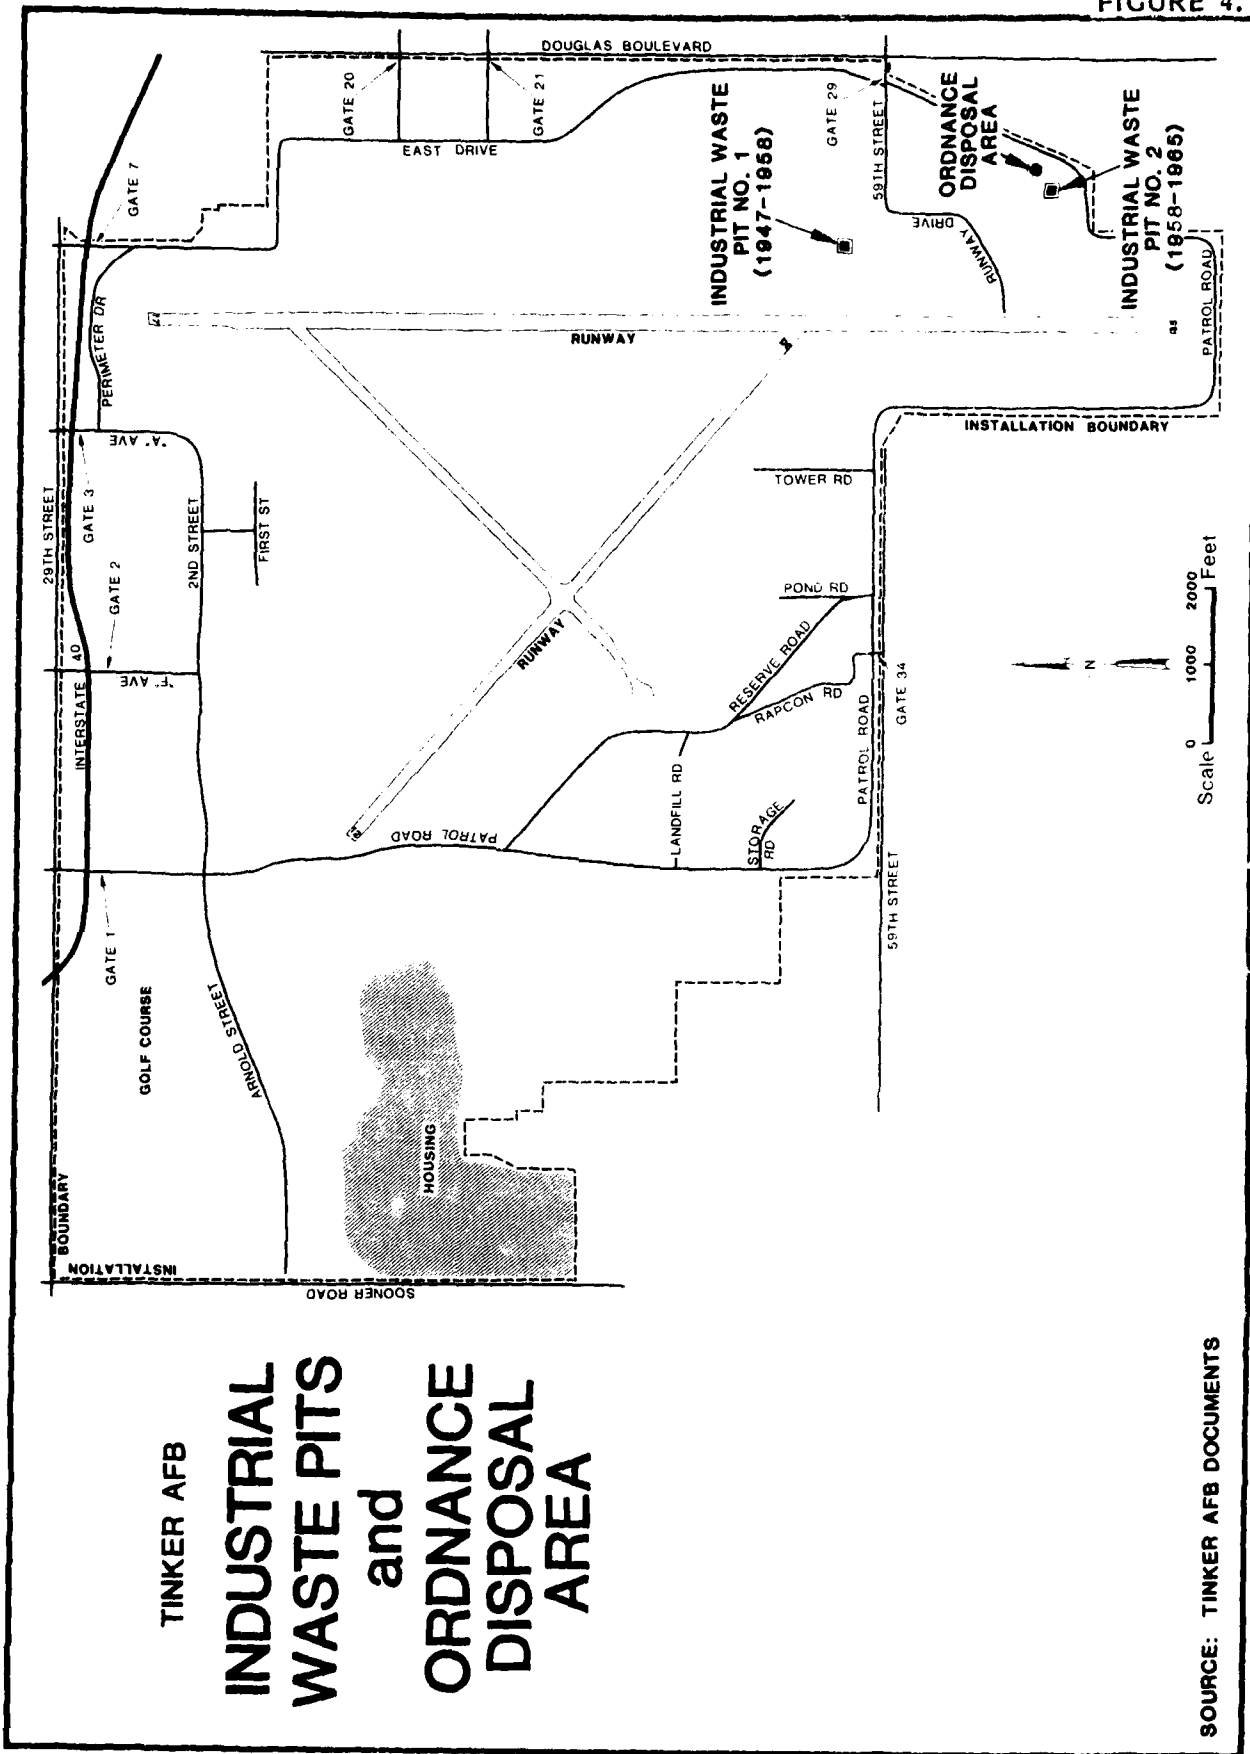 FIGURE 4.
TINKER AFB
INDUSTRIAL
WASTE PITS
and
ORDNANCE
DISPOSAL
AREA
INSTALLATION
BOUNDARY
SOONER ROAD
GOLF COURSE
ARNOLD STREET
HOUSING
GATE 1
INTERSTATE 40
29TH STREET
GATE 2
"F" AVE
GATE 3
"A" AVE
2ND STREET
FIRST ST
PERIMETER DR
GATE 7
GATE 20
GATE 21
EAST DRIVE
DOUGLAS BOULEVARD
PATROL ROAD
RUNWAY
RUNWAY
LANDFILL RD
STORAGE
RD
RESERVE ROAD
RAPCON RD
POND RD
TOWER RD
PATROL ROAD
59TH STREET
GATE 34
INSTALLATION BOUNDARY
PATROL ROAD
INDUSTRIAL WASTE
PIT NO. 1
(1947-1958)
GATE 29
59TH STREET
RUNWAY DRIVE
ORDNANCE
DISPOSAL
AREA
INDUSTRIAL WASTE
PIT NO. 2
(1958-1965)
N
0 1000 2000
Scale Feet
SOURCE: TINKER AFB DOCUMENTS